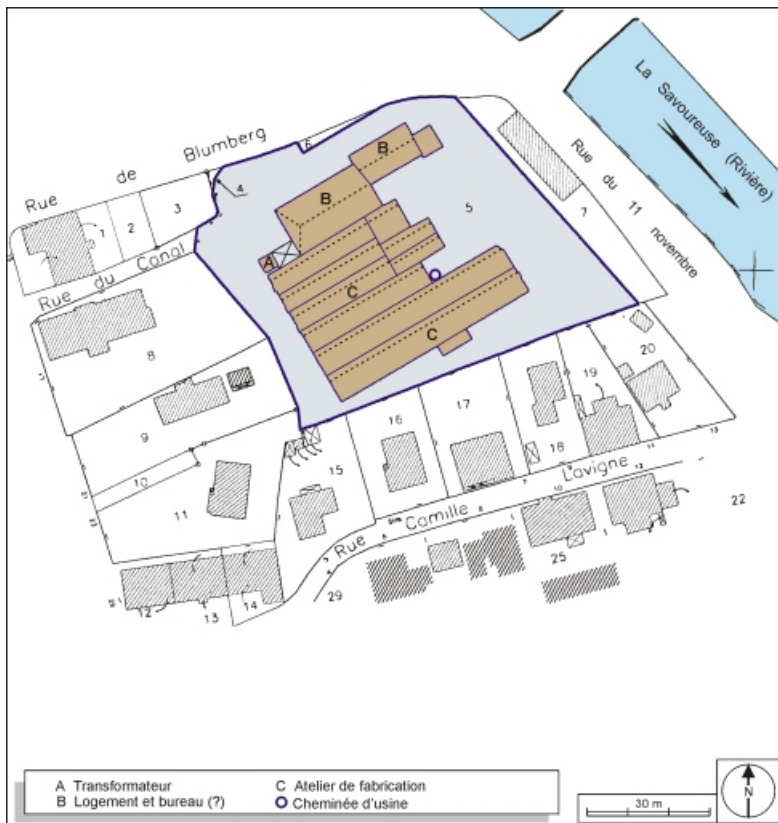 La Savoureuse (Rivière)
Rue de Blumberg
Rue du 11 novembre
Rue du Canal
6
B
4
3
2
1
B
5
7
A
C
C
8
20
19
9
16
17
18
10
15
11
Rue Camille Lavigne
22
25
29
12
13
14
A Transformateur
B Logement et bureau (?)
C Atelier de fabrication
Cheminée d'usine
30 m
N